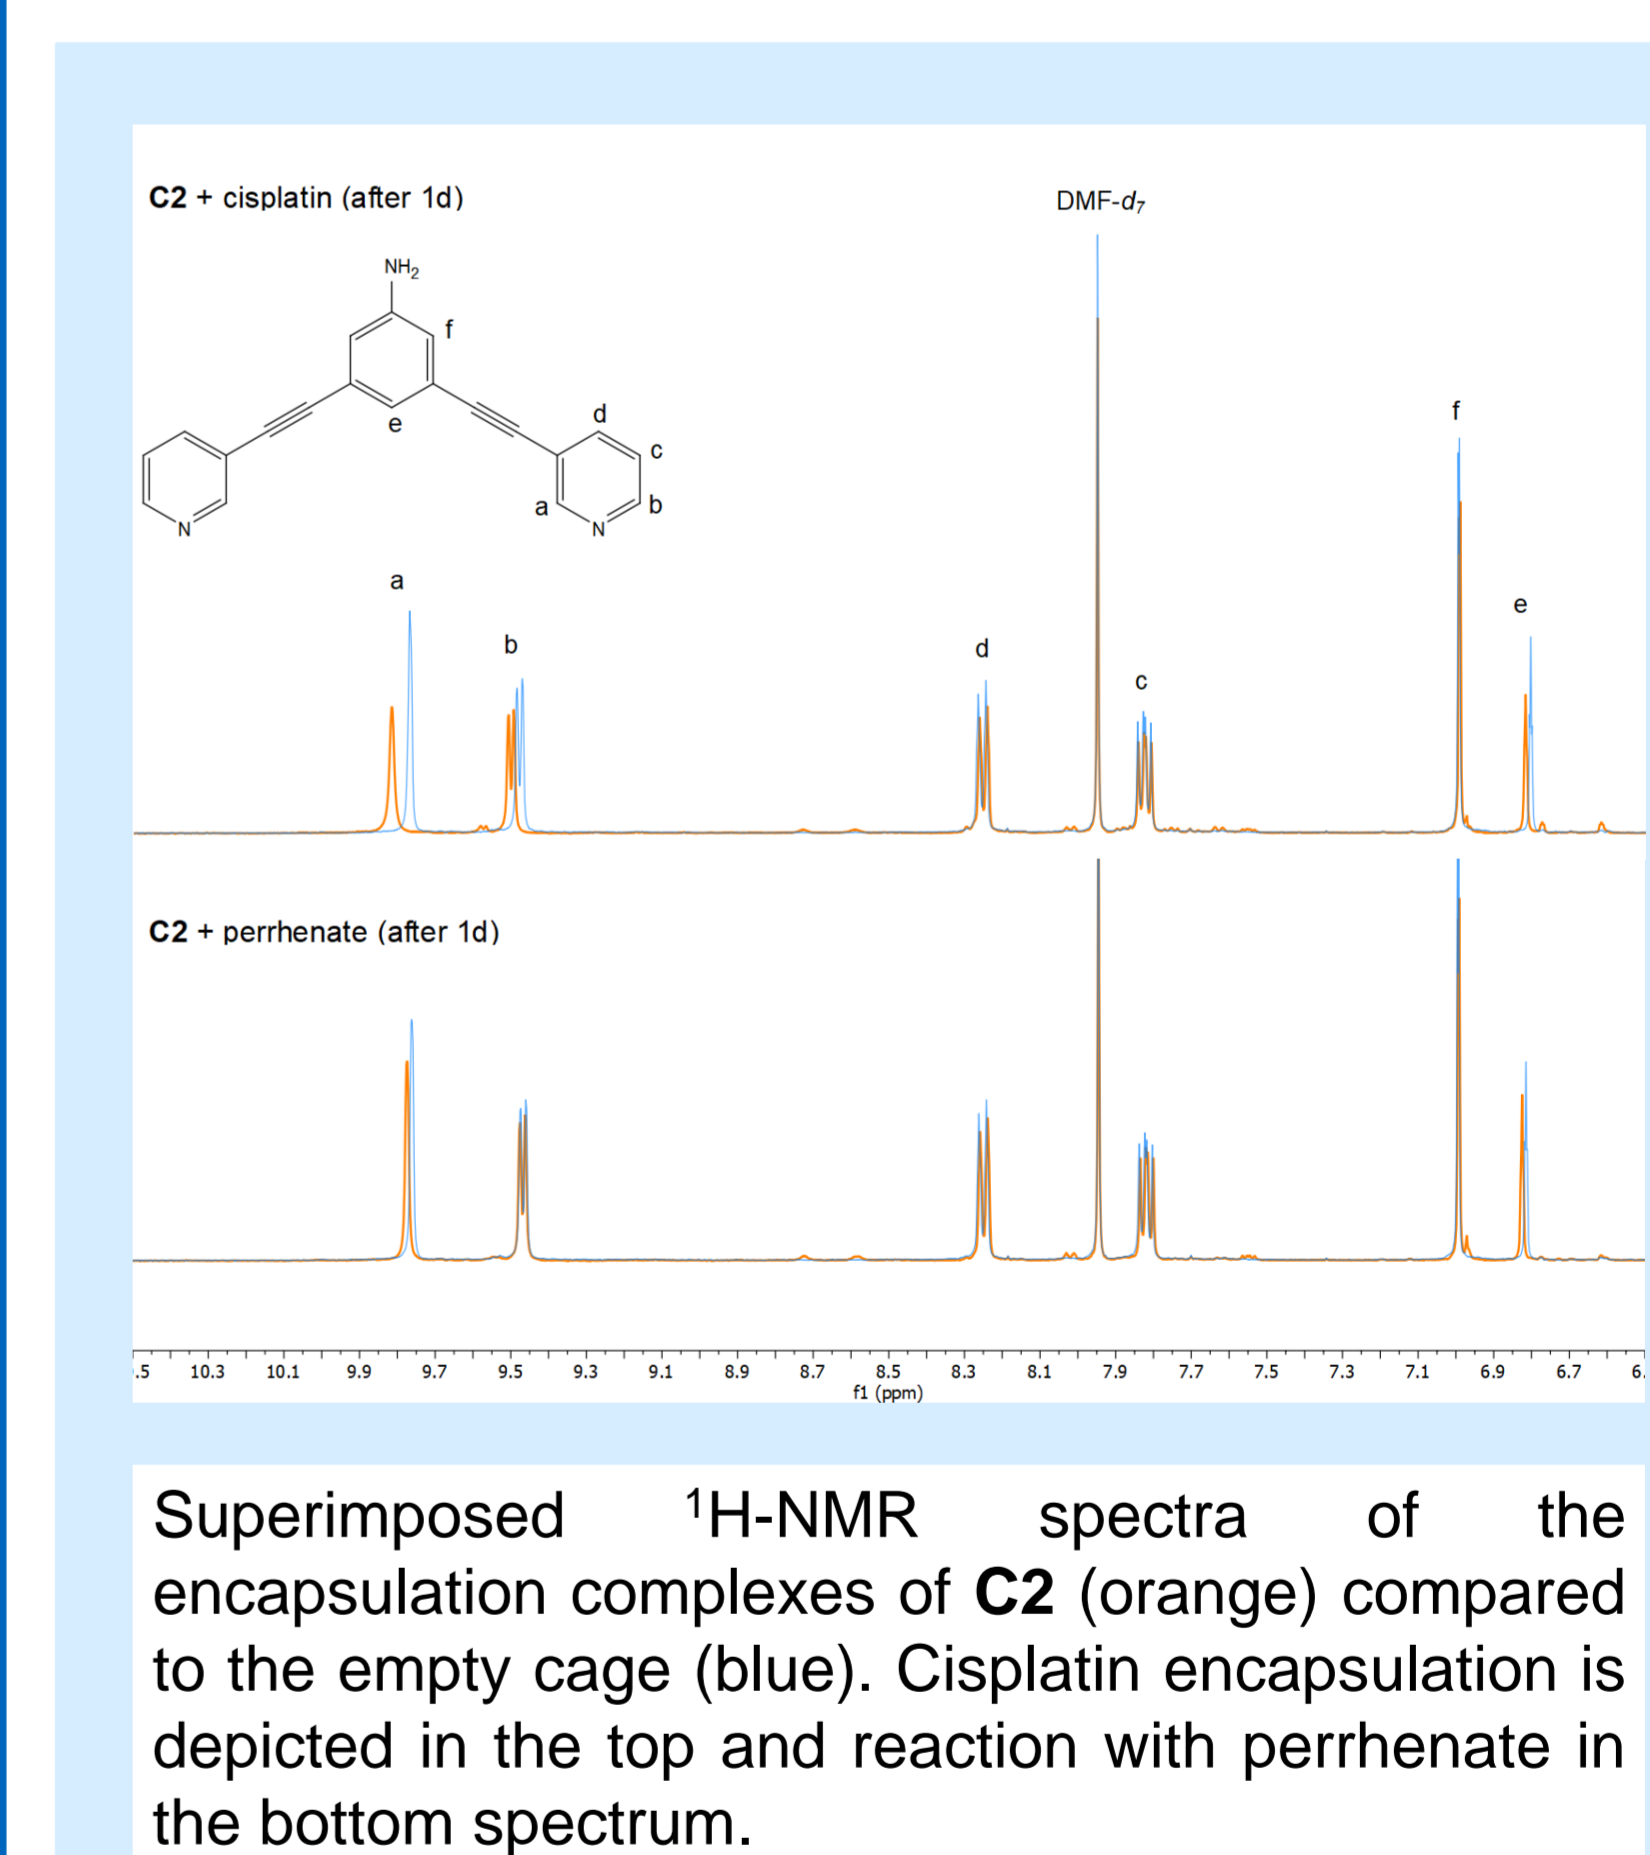 C2 + cisplatin (after 1d)
DMF-d7
NH2
f
e
d
c
a
b
N
N
a
b
d
c
f
e
C2 + perrhenate (after 1d)
.5 10.3 10.1 9.9 9.7 9.5 9.3 9.1 8.9 8.7 8.5 8.3 8.1 7.9 7.7 7.5 7.3 7.1 6.9 6.7 6.
f1 (ppm)
Superimposed ¹H-NMR spectra of the
encapsulation complexes of C2 (orange) compared
to the empty cage (blue). Cisplatin encapsulation is
depicted in the top and reaction with perrhenate in
the bottom spectrum.